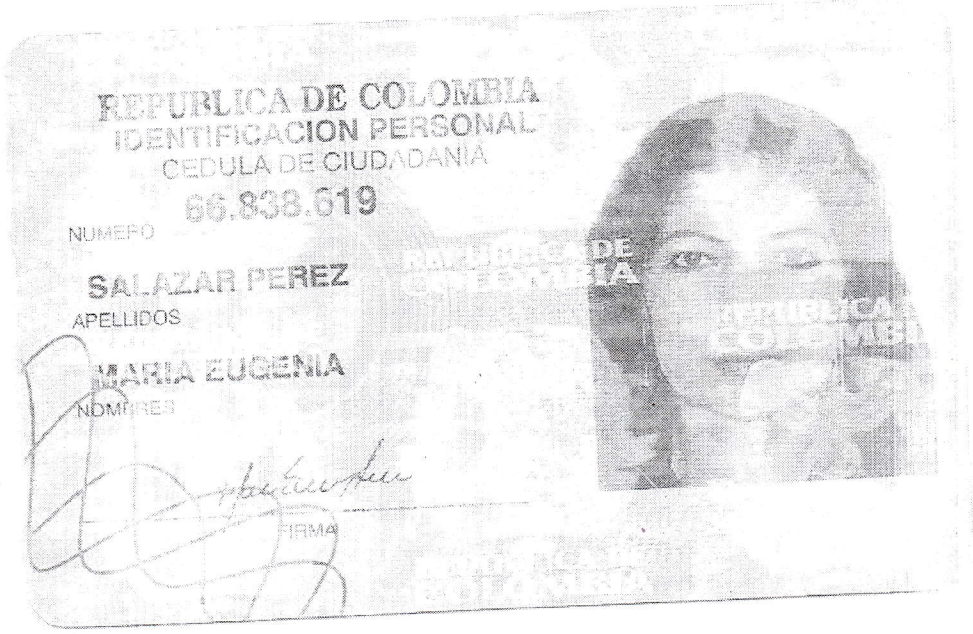 REPUBLICA DE COLOMBIA
IDENTIFICACION PERSONAL
CEDULA DE CIUDADANIA
66.838.619
NUMERO
SALAZAR PEREZ
APELLIDOS
MARIA EUGENIA
NOMBRES
FIRMA
REPUBLICA DE
COLOMBIA
REPUBLICA
COLOMBIA
COLOMBIA